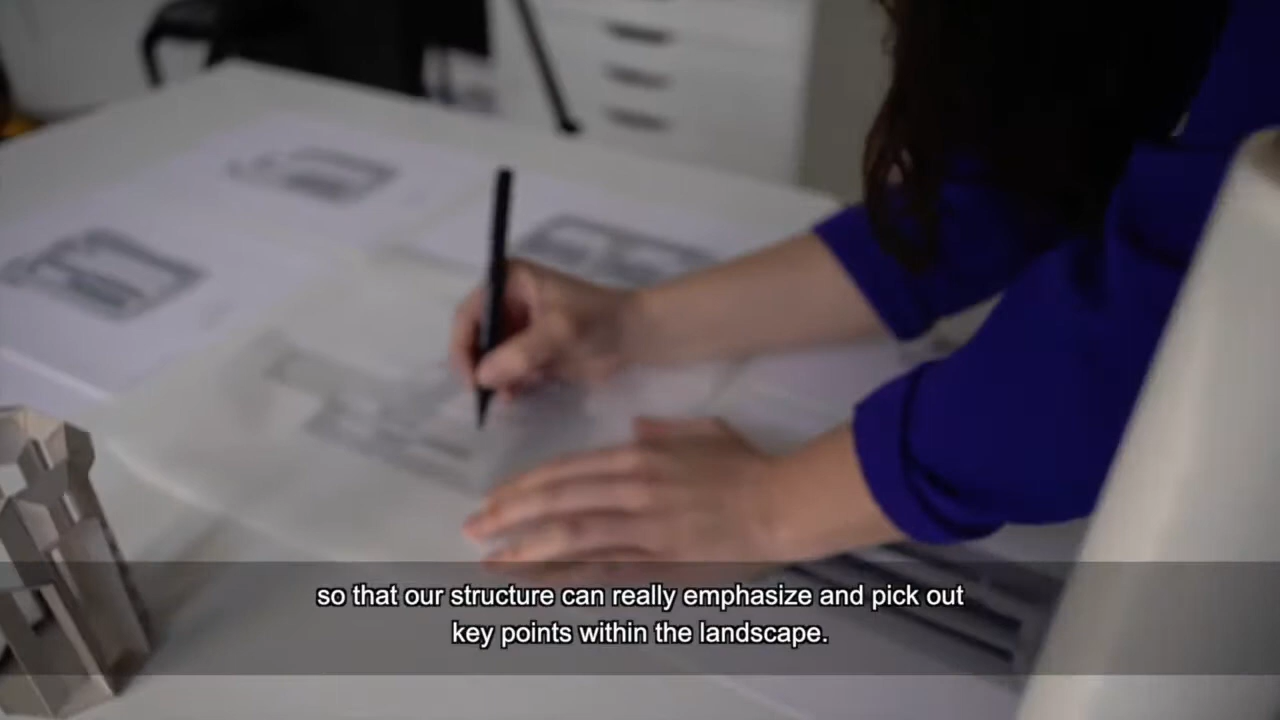 so that our structure can really emphasize and pick out
key points within the landscape.